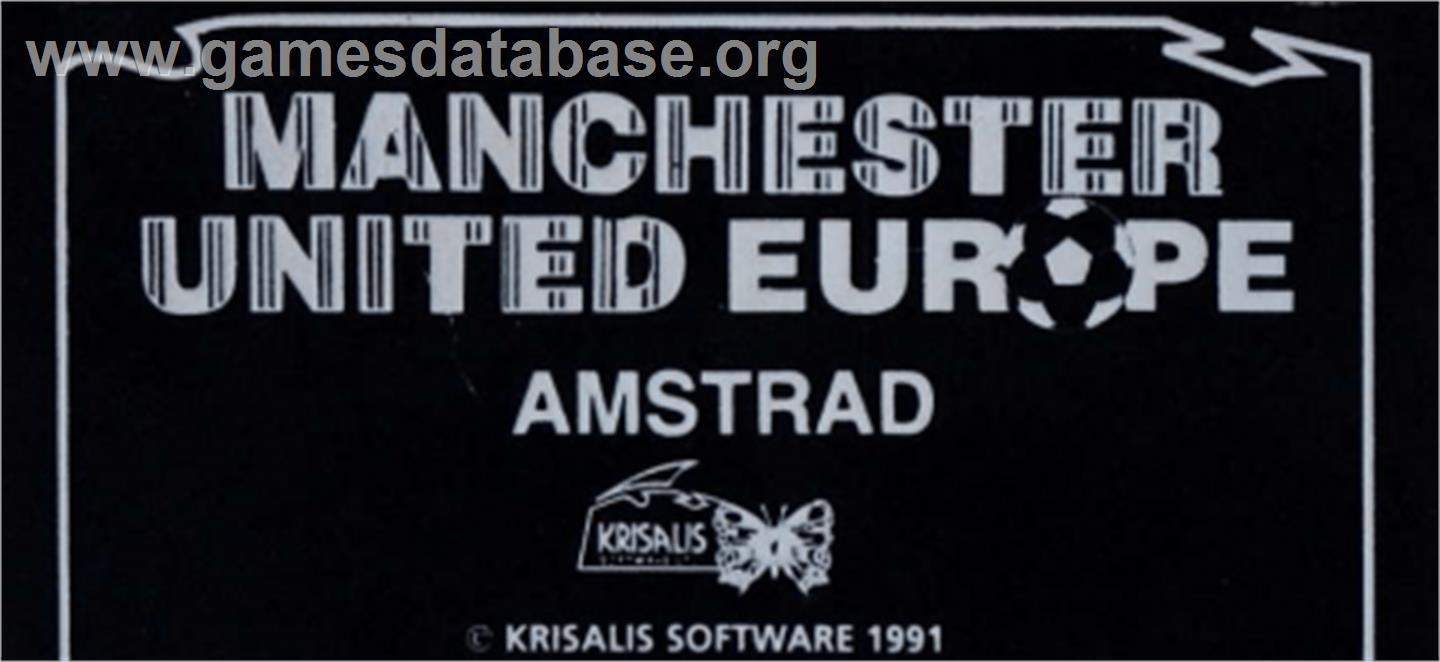 www.gamesdatabase.org
MANCHESTER
UNITED EUROPE
AMSTRAD
KRISALIS
© KRISALIS SOFTWARE 1991